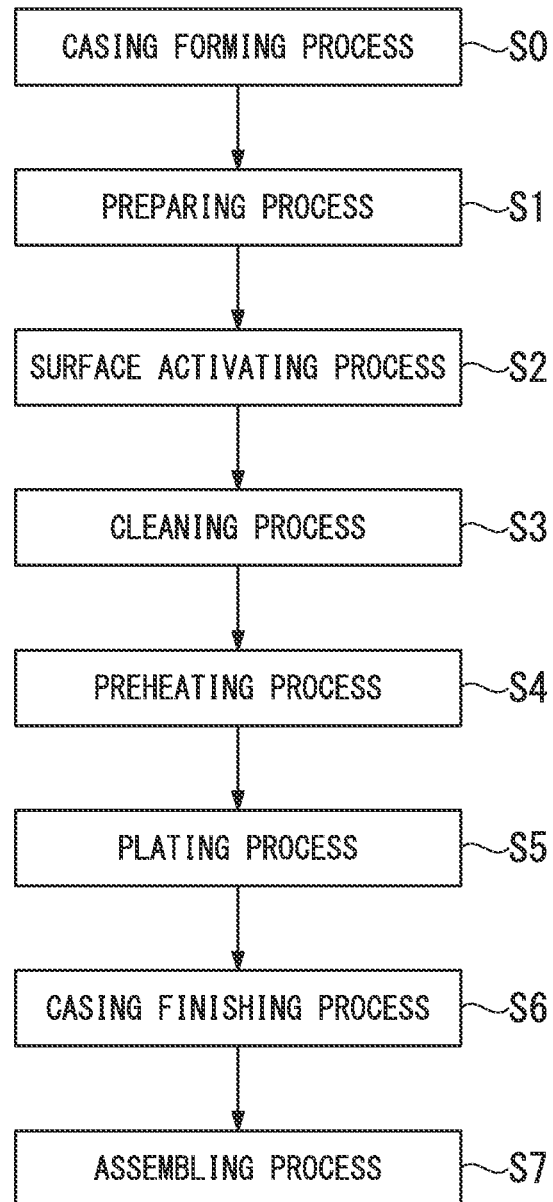 CASING FORMING PROCESS S0
PREPARING PROCESS S1
SURFACE ACTIVATING PROCESS S2
CLEANING PROCESS S3
PREHEATING PROCESS S4
PLATING PROCESS S5
CASING FINISHING PROCESS S6
ASSEMBLING PROCESS S7